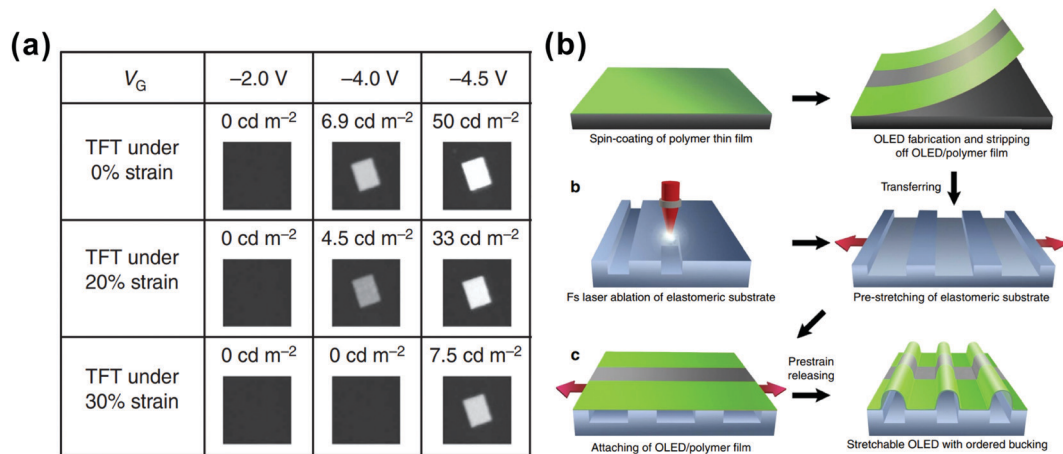 (a)
V_G −2.0 V −4.0 V −4.5 V
TFT under
0% strain
0 cd m⁻² 6.9 cd m⁻² 50 cd m⁻²
TFT under
20% strain
0 cd m⁻² 4.5 cd m⁻² 33 cd m⁻²
TFT under
30% strain
0 cd m⁻² 0 cd m⁻² 7.5 cd m⁻²
(b)
Spin-coating of polymer thin film
OLED fabrication and stripping
off OLED/polymer film
Transferring
b
Fs laser ablation of elastomeric substrate
Pre-stretching of elastomeric substrate
c
Prestrain
releasing
Attaching of OLED/polymer film
Stretchable OLED with ordered bucking